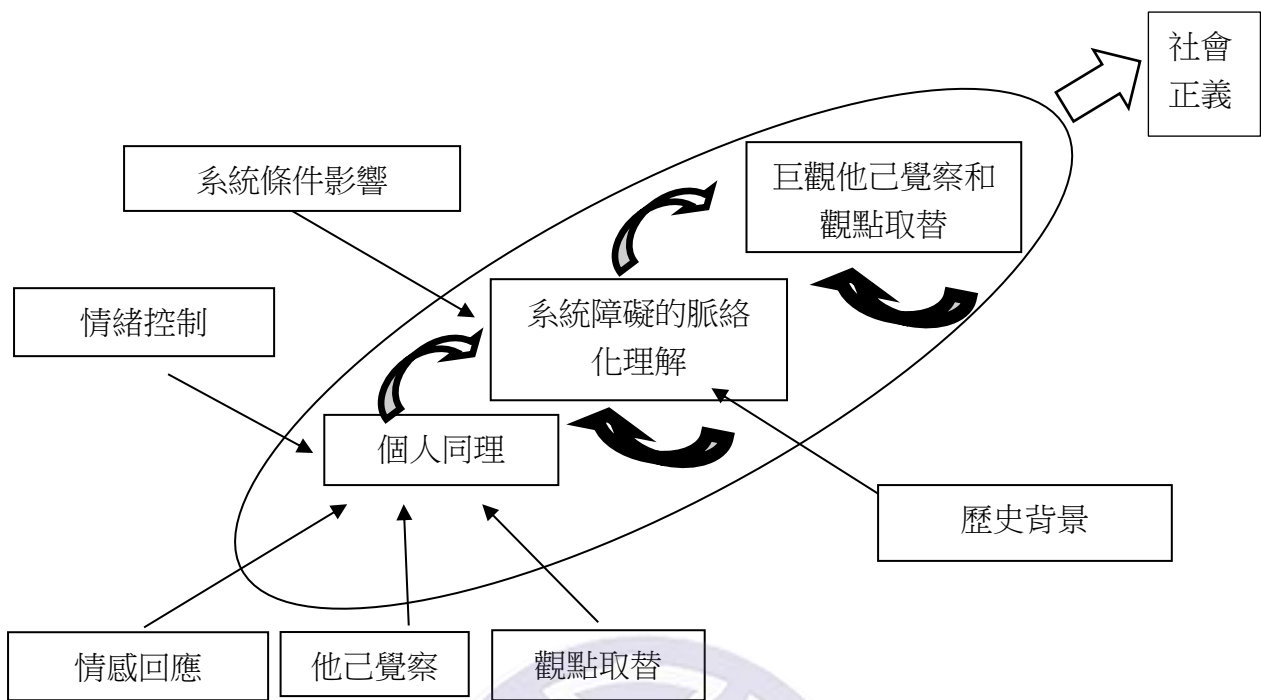 社會
正義
系統條件影響
巨觀他己覺察和
觀點取替
情緒控制
系統障礙的脈絡
化理解
個人同理
歷史背景
情感回應
他己覺察
觀點取替